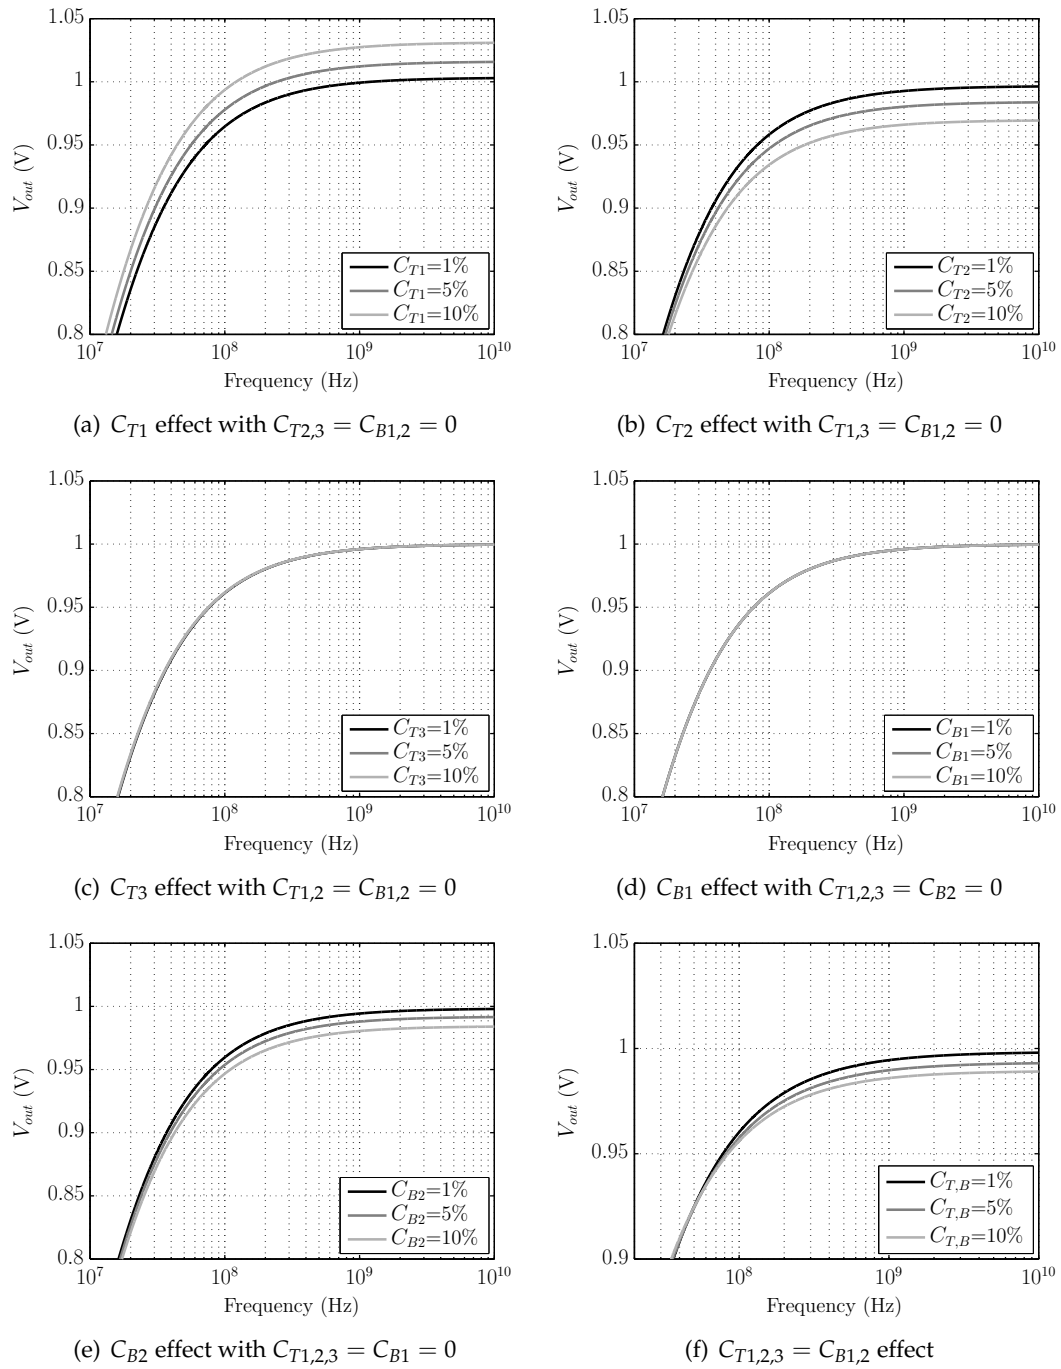 1.05
1
0.95
0.9
0.85
0.8
V_out (V)
C_T1=1%
C_T1=5%
C_T1=10%
10^7
10^8
10^9
10^10
Frequency (Hz)
(a) C_T1 effect with C_T2,3 = C_B1,2 = 0
1.05
1
0.95
0.9
0.85
0.8
V_out (V)
C_T2=1%
C_T2=5%
C_T2=10%
10^7
10^8
10^9
10^10
Frequency (Hz)
(b) C_T2 effect with C_T1,3 = C_B1,2 = 0
1.05
1
0.95
0.9
0.85
0.8
V_out (V)
C_T3=1%
C_T3=5%
C_T3=10%
10^7
10^8
10^9
10^10
Frequency (Hz)
(c) C_T3 effect with C_T1,2 = C_B1,2 = 0
1.05
1
0.95
0.9
0.85
0.8
V_out (V)
C_B1=1%
C_B1=5%
C_B1=10%
10^7
10^8
10^9
10^10
Frequency (Hz)
(d) C_B1 effect with C_T1,2,3 = C_B2 = 0
1.05
1
0.95
0.9
0.85
0.8
V_out (V)
C_B2=1%
C_B2=5%
C_B2=10%
10^7
10^8
10^9
10^10
Frequency (Hz)
(e) C_B2 effect with C_T1,2,3 = C_B1 = 0
1.05
1
0.95
0.9
V_out (V)
C_T,B=1%
C_T,B=5%
C_T,B=10%
10^8
10^9
10^10
Frequency (Hz)
(f) C_T1,2,3 = C_B1,2 effect